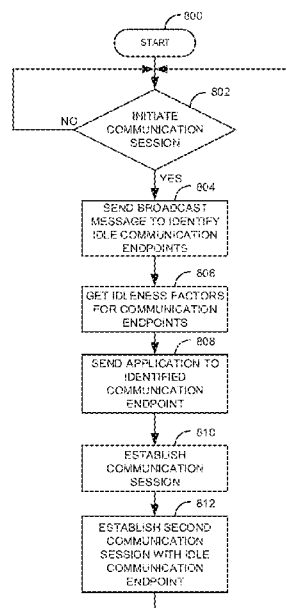 800
START
802
INITIATE
COMMUNICATION
SESSION
NO
YES
804
SEND BROADCAST
MESSAGE TO IDENTIFY
IDLE COMMUNICATION
ENDPOINTS
806
GET IDLENESS FACTORS
FOR COMMUNICATION
ENDPOINTS
808
SEND APPLICATION TO
IDENTIFIED
COMMUNICATION
ENDPOINT
810
ESTABLISH
COMMUNICATION
SESSION
812
ESTABLISH SECOND
COMMUNICATION
SESSION WITH IDLE
COMMUNICATION
ENDPOINT